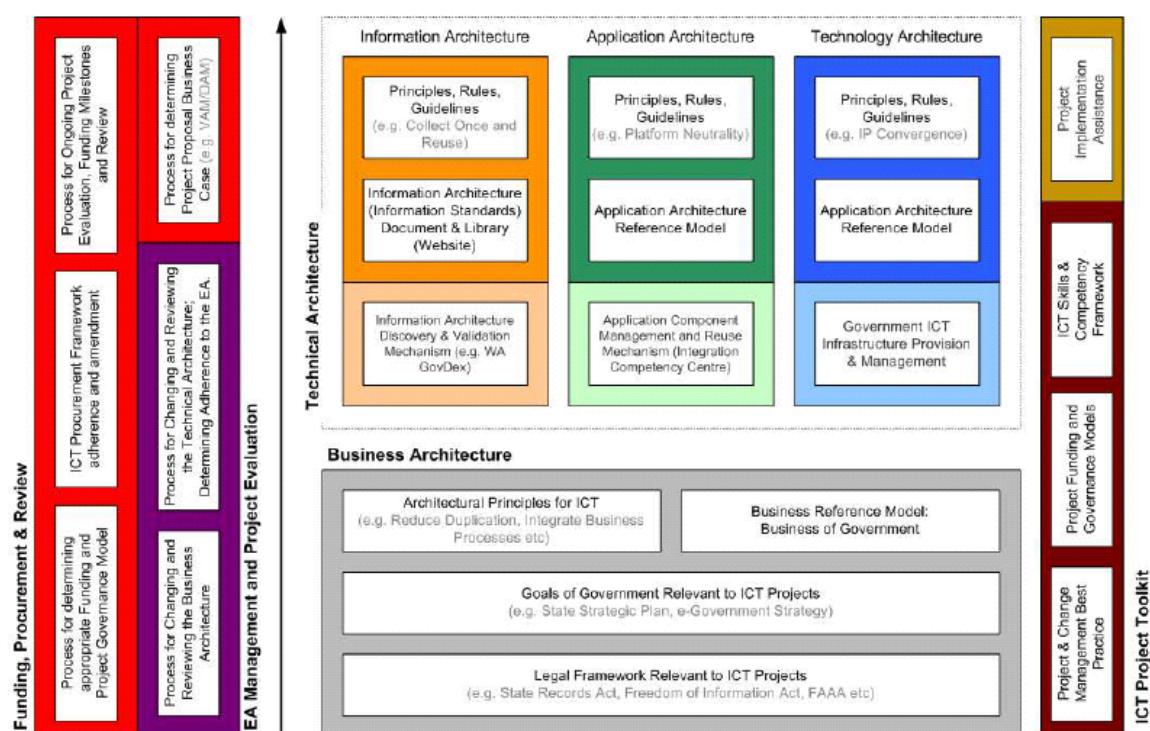 Funding, Procurement & Review
Process for Ongoing Project
Evaluation, Funding Milestones
and Review
ICT Procurement Framework
adherence and amendment
Process for determining
appropriate Funding and
Project Governance Model
Process for determining
Project Proposal Business
Case (e.g. VAM/DAM)
Process for Changing and Reviewing
the Technical Architecture;
Determining Adherence to the EA.
Process for Changing and
Reviewing the Business
Architecture
EA Management and Project Evaluation
Technical Architecture
Information Architecture
Principles, Rules,
Guidelines
(e.g. Collect Once and
Reuse)
Information Architecture
(Information Standards)
Document & Library
(Website)
Information Architecture
Discovery & Validation
Mechanism (e.g. WA
GovDex)
Application Architecture
Principles, Rules,
Guidelines
(e.g. Platform Neutrality)
Application Architecture
Reference Model
Application Component
Management and Reuse
Mechanism (Integration
Competency Centre)
Technology Architecture
Principles, Rules,
Guidelines
(e.g. IP Convergence)
Application Architecture
Reference Model
Government ICT
Infrastructure Provision
& Management
Business Architecture
Architectural Principles for ICT
(e.g. Reduce Duplication, Integrate Business
Processes etc)
Business Reference Model:
Business of Government
Goals of Government Relevant to ICT Projects
(e.g. State Strategic Plan, e-Government Strategy)
Legal Framework Relevant to ICT Projects
(e.g. State Records Act, Freedom of Information Act, FAAA etc)
Project
Implementation
Assistance
ICT Skills &
Competency
Framework
Project Funding and
Governance Models
Project & Change
Management Best
Practice
ICT Project Toolkit